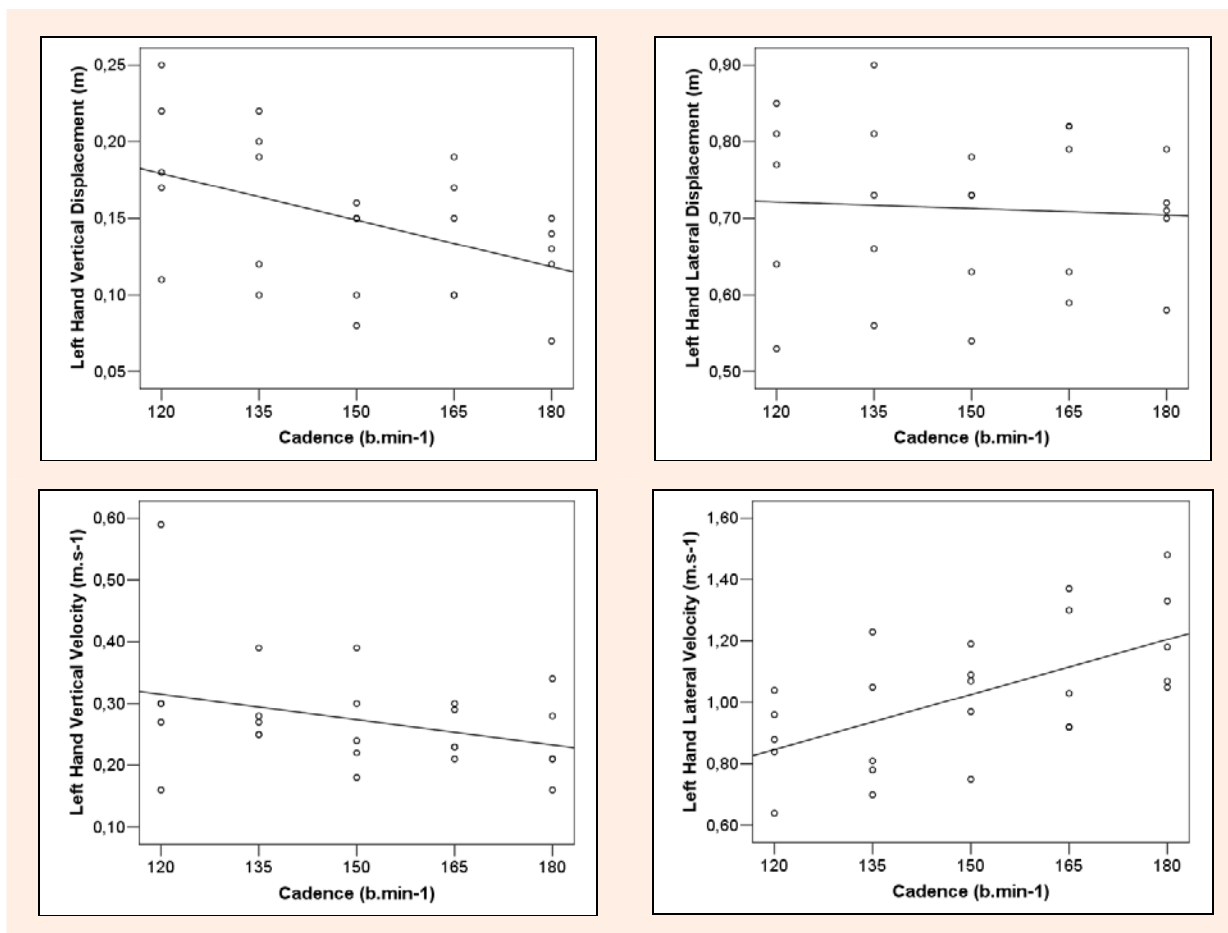 Left Hand Vertical Displacement (m)
0,25
0,20
0,15
0,10
0,05
120 135 150 165 180
Cadence (b.min-1)
Left Hand Lateral Displacement (m)
0,90
0,80
0,70
0,60
0,50
120 135 150 165 180
Cadence (b.min-1)
Left Hand Vertical Velocity (m.s-1)
0,60
0,50
0,40
0,30
0,20
0,10
120 135 150 165 180
Cadence (b.min-1)
Left Hand Lateral Velocity (m.s-1)
1,60
1,40
1,20
1,00
0,80
0,60
120 135 150 165 180
Cadence (b.min-1)